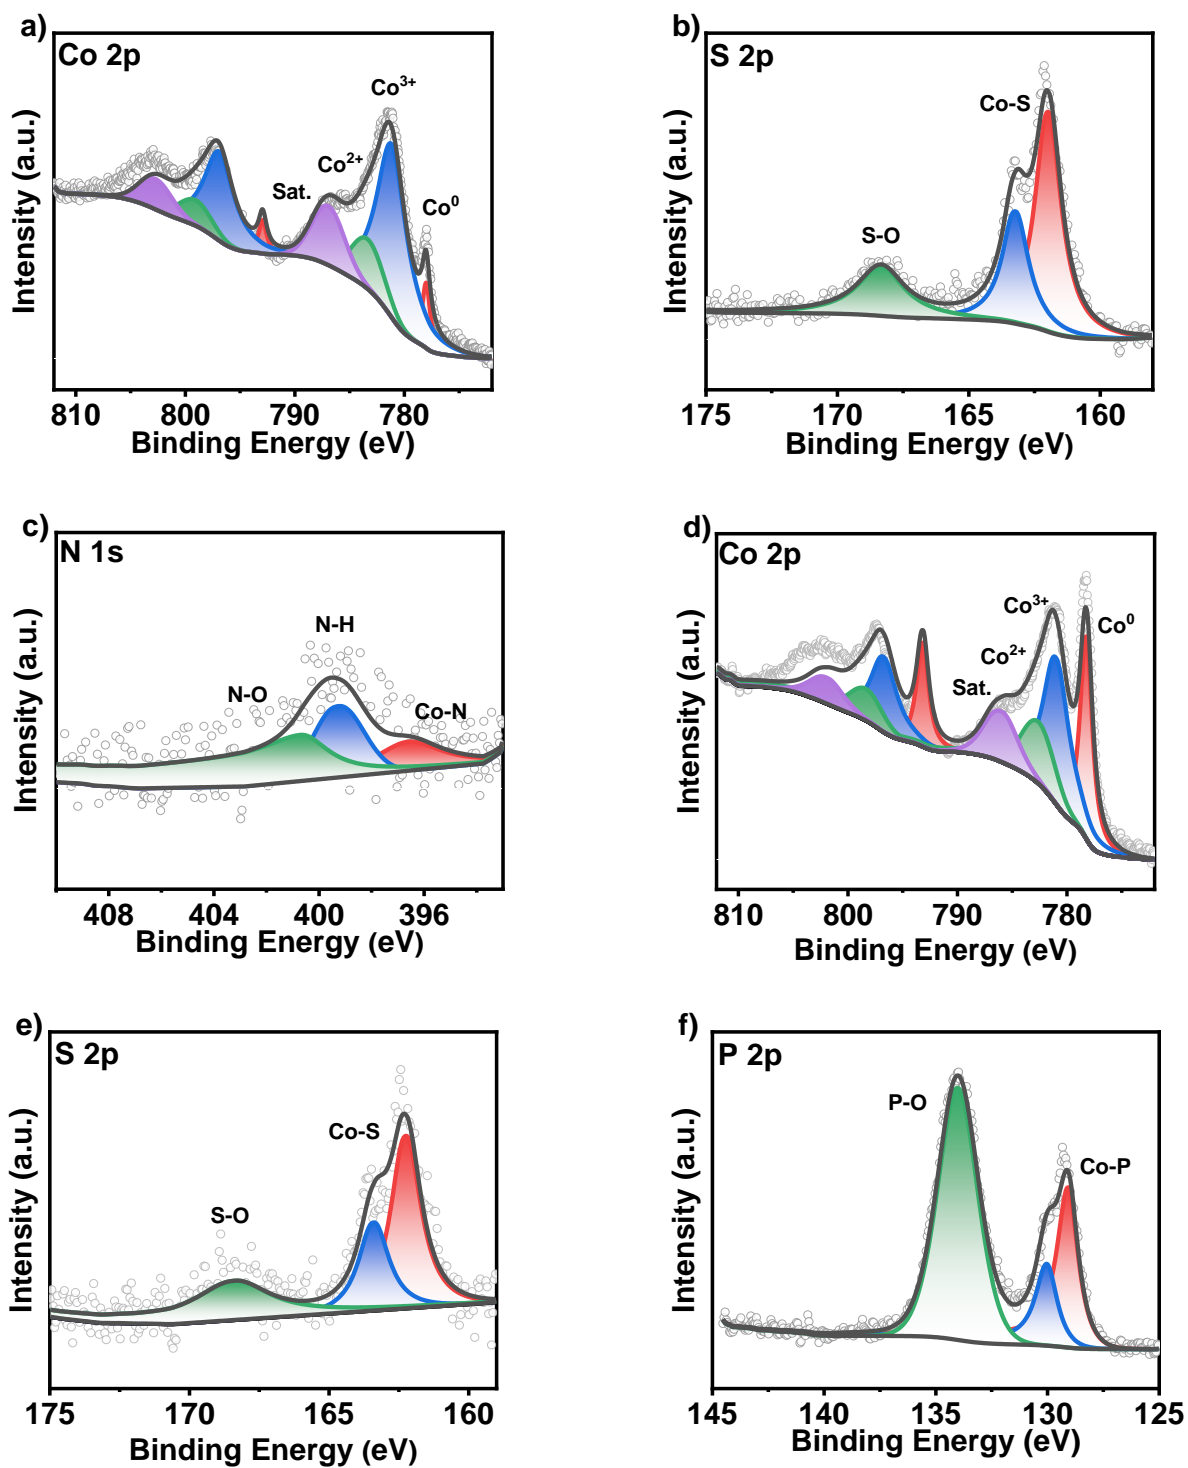 a)
Co 2p
Co³⁺
Co²⁺
Sat.
Co⁰
Intensity (a.u.)
810 800 790 780
Binding Energy (eV)
b)
S 2p
Co-S
S-O
Intensity (a.u.)
175 170 165 160
Binding Energy (eV)
c)
N 1s
N-H
N-O
Co-N
Intensity (a.u.)
408 404 400 396
Binding Energy (eV)
d)
Co 2p
Co³⁺
Co⁰
Co²⁺
Sat.
Intensity (a.u.)
810 800 790 780
Binding Energy (eV)
e)
S 2p
Co-S
S-O
Intensity (a.u.)
175 170 165 160
Binding Energy (eV)
f)
P 2p
P-O
Co-P
Intensity (a.u.)
145 140 135 130 125
Binding Energy (eV)